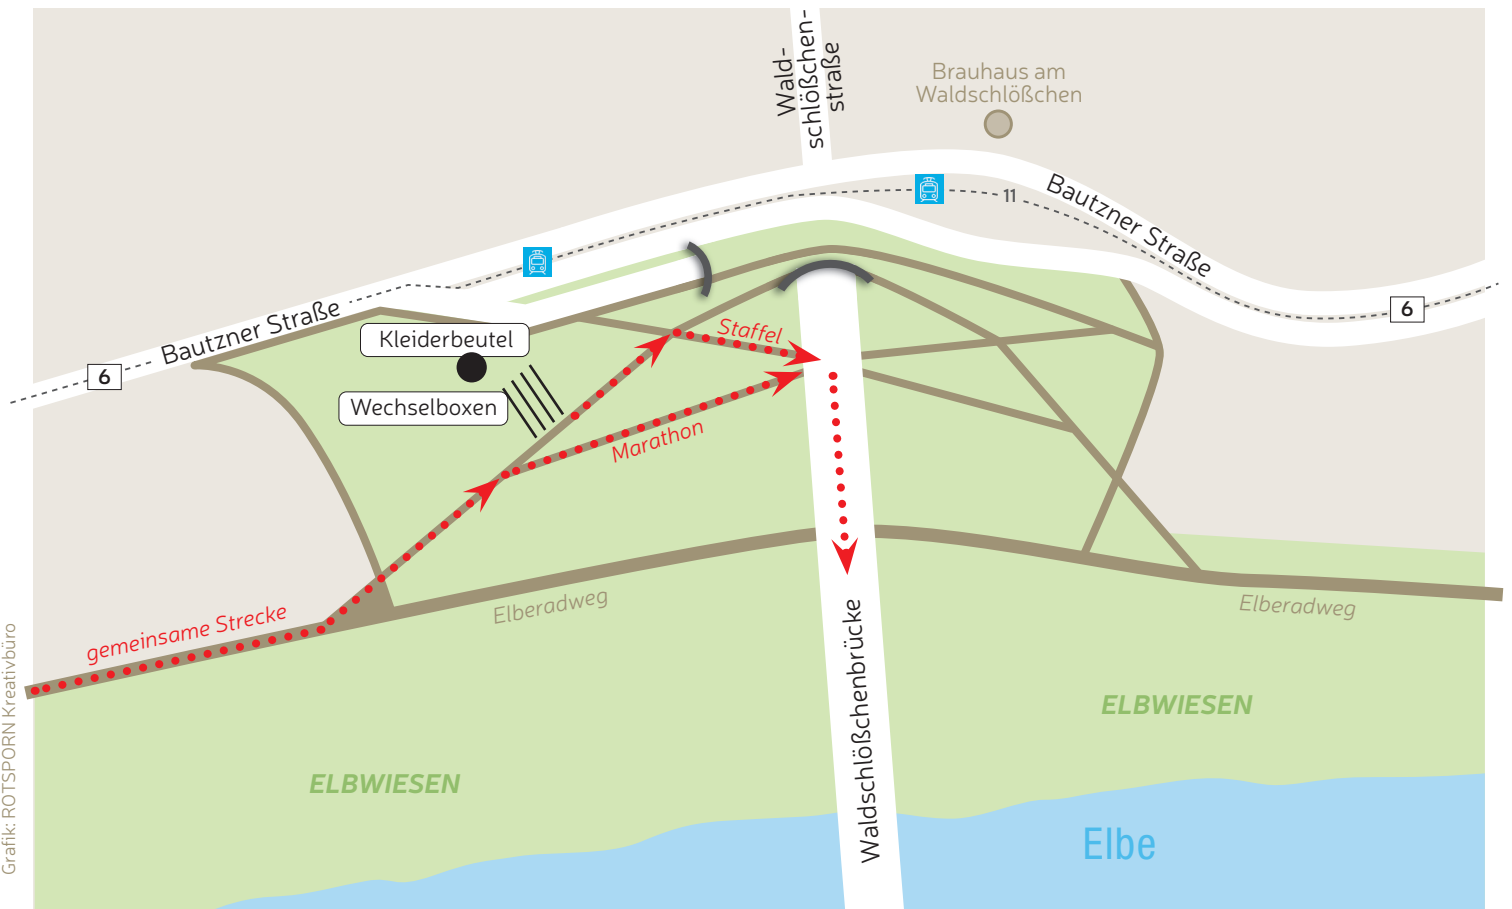 Wald-
schlößchen-
straße
Brauhaus am
Waldschlößchen
11
Bautzner Straße
Bautzner Straße
6
6
Kleiderbeutel
Wechselboxen
Staffel
Marathon
gemeinsame Strecke
Elberadweg
Elberadweg
Waldschlößchenbrücke
ELBWIESEN
ELBWIESEN
Elbe
Grafik: ROTSPORN Kreativbüro